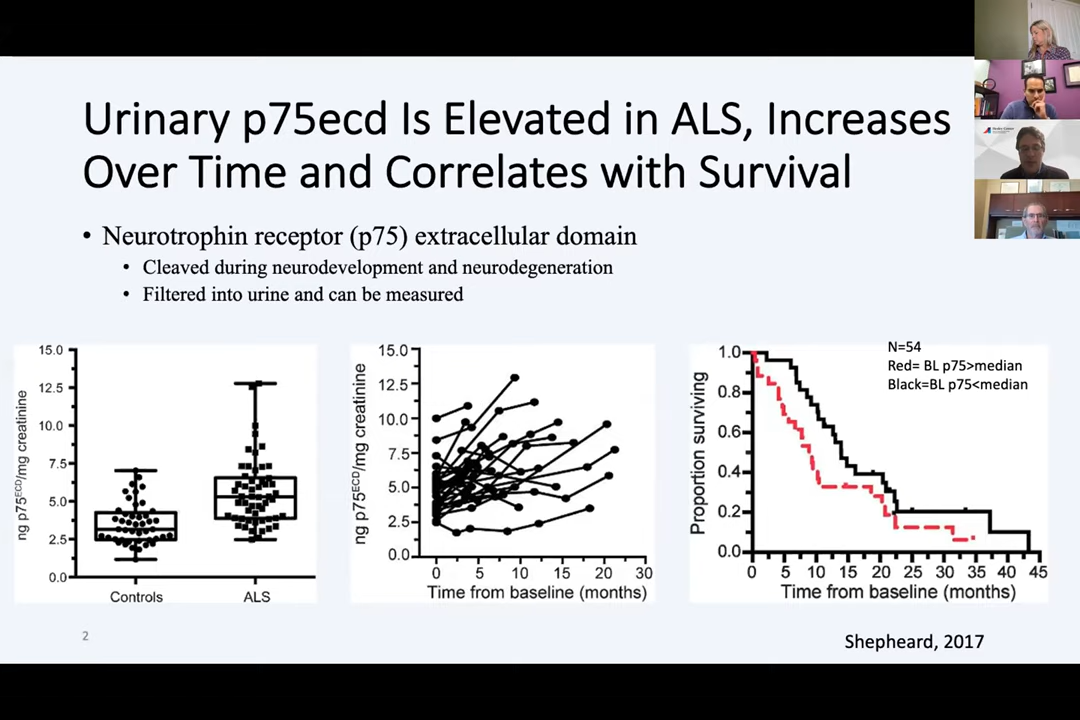 Urinary p75ecd Is Elevated in ALS, Increases
Over Time and Correlates with Survival
• Neurotrophin receptor (p75) extracellular domain
• Cleaved during neurodevelopment and neurodegeneration
• Filtered into urine and can be measured
ng p75ECD/mg creatinine
15.0
12.5
10.0
7.5
5.0
2.5
0.0
Controls ALS
ng p75ECD/mg creatinine
15.0
12.5
10.0
7.5
5.0
2.5
0.0
0 5 10 15 20 25 30
Time from baseline (months)
N=54
Red= BL p75>median
Black=BL p75<median
Proportion surviving
1.0
0.8
0.6
0.4
0.2
0.0
0 5 10 15 20 25 30 35 40 45
Time from baseline (months)
2
Shepheard, 2017